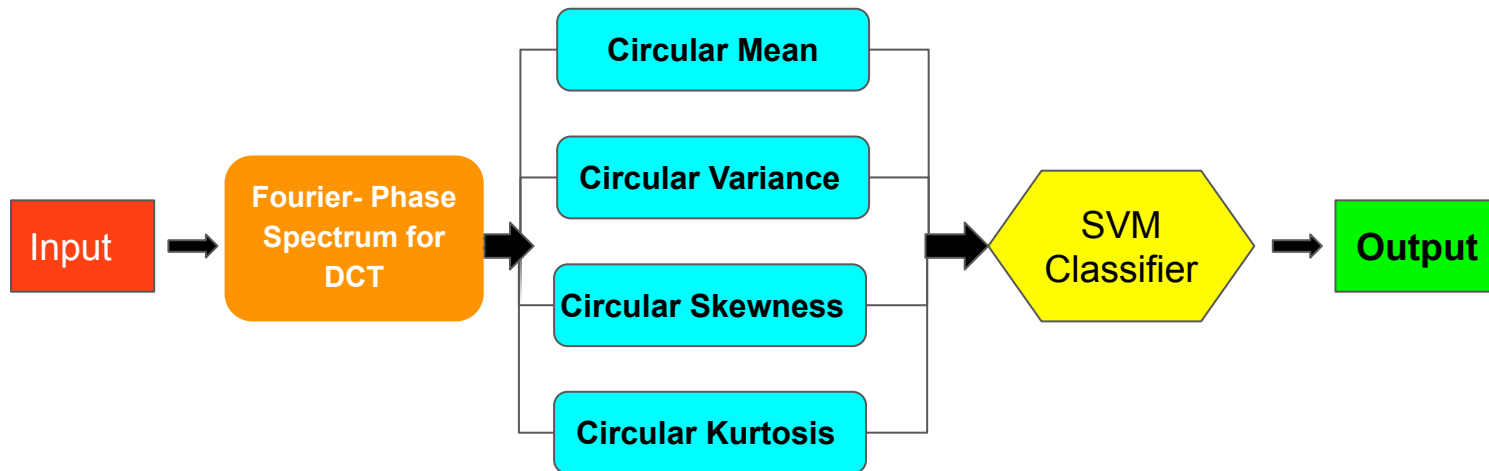 Input
Fourier- Phase
Spectrum for
DCT
Circular Mean
Circular Variance
Circular Skewness
Circular Kurtosis
SVM
Classifier
Output